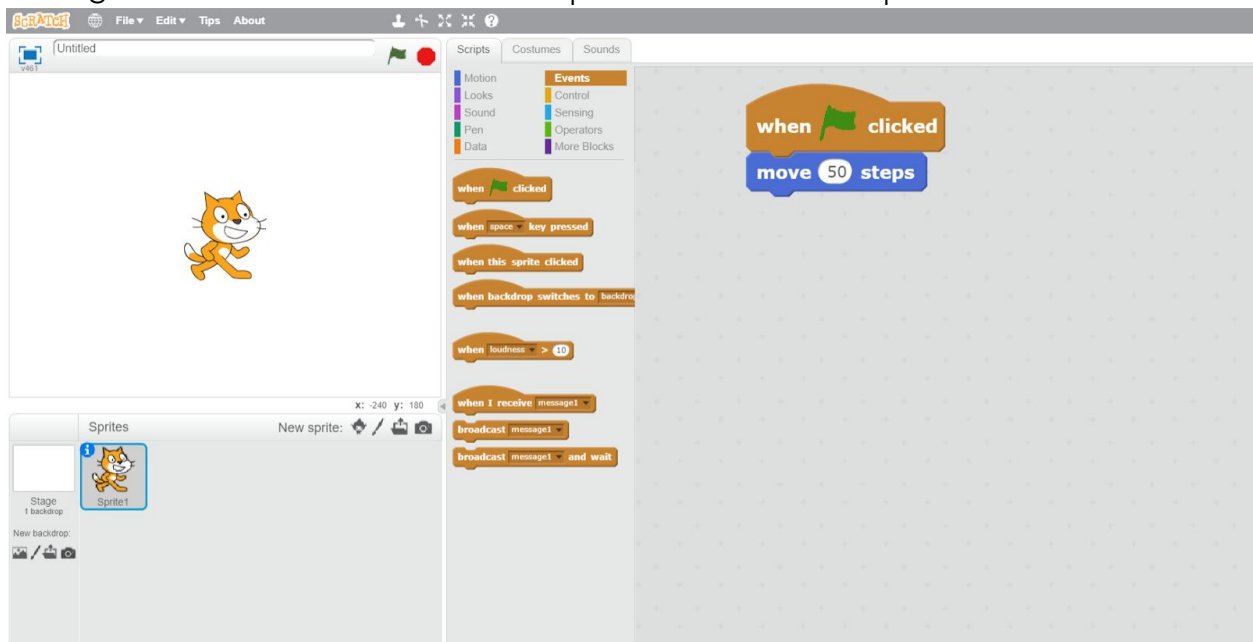 SCRATCH File Edit Tips About
Untitled
v461
x: -240 y: 180
Sprites New sprite:
Sprite1
Stage
1 backdrop
New backdrop:
Scripts Costumes Sounds
Motion Events
Looks Control
Sound Sensing
Pen Operators
Data More Blocks
when clicked
when space key pressed
when this sprite clicked
when backdrop switches to backdro
when loudness > 10
when I receive message1
broadcast message1
broadcast message1 and wait
when clicked
move 50 steps